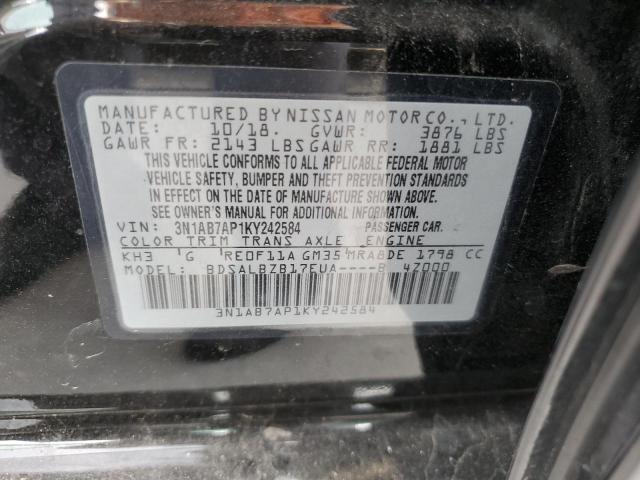 MANUFACTURED BY NISSAN MOTOR CO., LTD.
DATE: 10/18. GVWR: 3876 LBS
GAWR FR: 2143 LBS GAWR RR: 1881 LBS
THIS VEHICLE CONFORMS TO ALL APPLICABLE FEDERAL MOTOR
VEHICLE SAFETY, BUMPER AND THEFT PREVENTION STANDARDS
IN EFFECT ON THE DATE OF MANUFACTURE SHOWN ABOVE.
SEE OWNER'S MANUAL FOR ADDITIONAL INFORMATION.
VIN: 3N1AB7AP1KY242584 PASSENGER CAR.
COLOR TRIM TRANS AXLE ENGINE
KH3 G RE0F11A GM35 MRA8DE 1798 CC
MODEL: BDSALBZB17EUA----B 4Z000
3N1AB7AP1KY242584